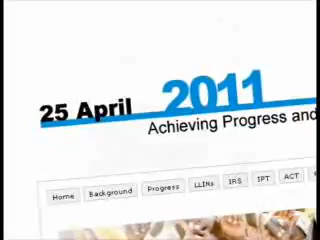 25 April 2011
Achieving Progress and
Home Background Progress LLINs IRS IPT ACT